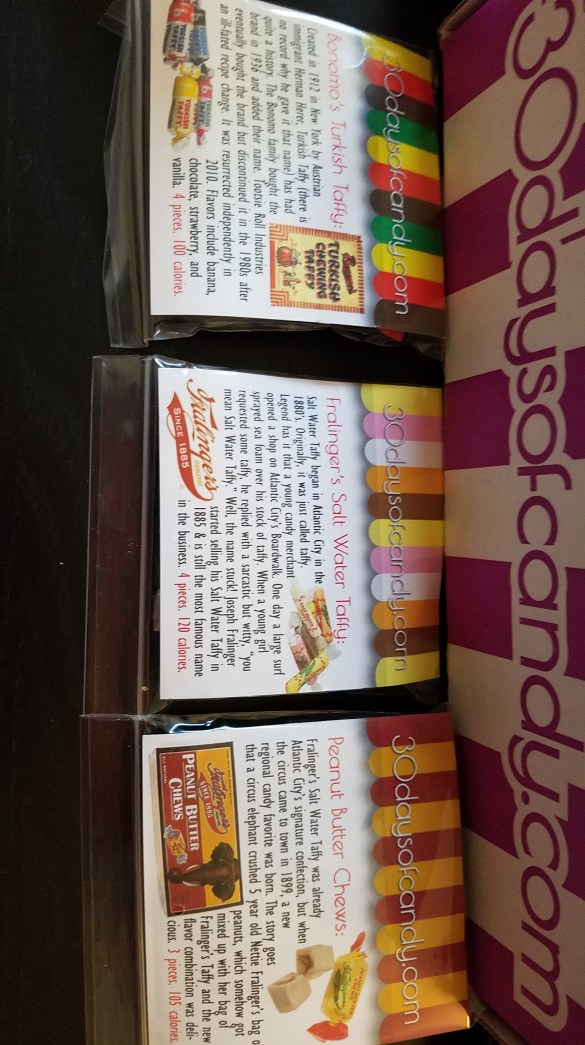 30daysofcandy.com
30daysofcandy.com
Bonomo's Turkish Taffy:
Created in 1912 in New York by Austrian
immigrant Herman Herer, Turkish Taffy (there is
no record why he gave it that name) has had
quite a history. The Bonomo family bought the
brand in 1936 and added their name. Tootsie Roll Industries
eventually bought the brand but discontinued it in the 1980s after
an ill-fated recipe change. It was resurrected independently in
2010. Flavors include banana,
chocolate, strawberry, and
vanilla. 4 pieces. 100 calories.
TURKISH
CHEWING
TAFFY
TURKISH
TAFFY
30daysofcandy.com
Fralinger's Salt Water Taffy:
Salt Water Taffy began in Atlantic City in the
1880's. Originally, it was just called taffy.
Legend has it that a young candy merchant
opened a shop on Atlantic City's Boardwalk. One day a large surf
sprayed sea foam over his stock of taffy. When a young girl
requested some taffy, he replied with a sarcastic but witty, "you
mean Salt Water Taffy." Well, the name stuck! Joseph Fralinger
started selling his Salt Water Taffy in
1885 & is still the most famous name
in the business. 4 pieces. 120 calories.
Fralinger's
SINCE 1885
30daysofcandy.com
Peanut Butter Chews:
Fralinger's Salt Water Taffy was already
Atlantic City's signature confection, but when
the circus came to town in 1899, a new
regional candy favorite was born. The story goes
that a circus elephant crushed 5 year old Nettie Fralinger's bag o
peanuts, which somehow got
mixed up with her bag of
Fralinger's Taffy and the new
flavor combination was deli-
cious. 3 pieces. 105 calories.
Fralinger's
SINCE 1885
PEANUT BUTTER
CHEWS